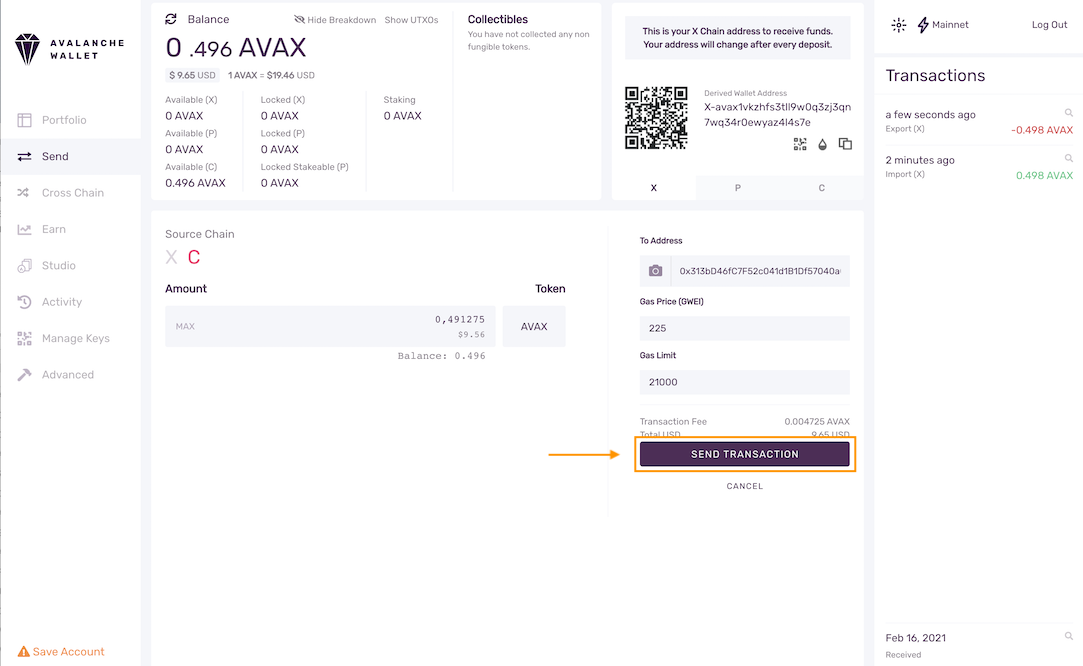 AVALANCHE
WALLET
Portfolio
Send
Cross Chain
Earn
Studio
Activity
Manage Keys
Advanced
Save Account
Balance
Hide Breakdown Show UTXOs
0 .496 AVAX
$ 9.65 USD 1 AVAX = $19.46 USD
Available (X)
0 AVAX
Available (P)
0 AVAX
Available (C)
0.496 AVAX
Locked (X)
0 AVAX
Locked (P)
0 AVAX
Locked Stakeable (P)
0 AVAX
Staking
0 AVAX
Collectibles
You have not collected any non
fungible tokens.
This is your X Chain address to receive funds.
Your address will change after every deposit.
Derived Wallet Address
X-avax1vkzhfs3tll9w0q3zj3qn
7wq34r0ewyaz4l4s7e
X P C
Source Chain
X C
Amount Token
MAX 0,491275
$9.56
AVAX
Balance: 0.496
To Address
0x313bD46fC7F52c041d1B1Df57040a
Gas Price (GWEI)
225
Gas Limit
21000
Transaction Fee 0.004725 AVAX
Total USD 9.65 USD
SEND TRANSACTION
CANCEL
Mainnet
Log Out
Transactions
a few seconds ago
Export (X) -0.498 AVAX
2 minutes ago
Import (X) 0.498 AVAX
Feb 16, 2021
Received